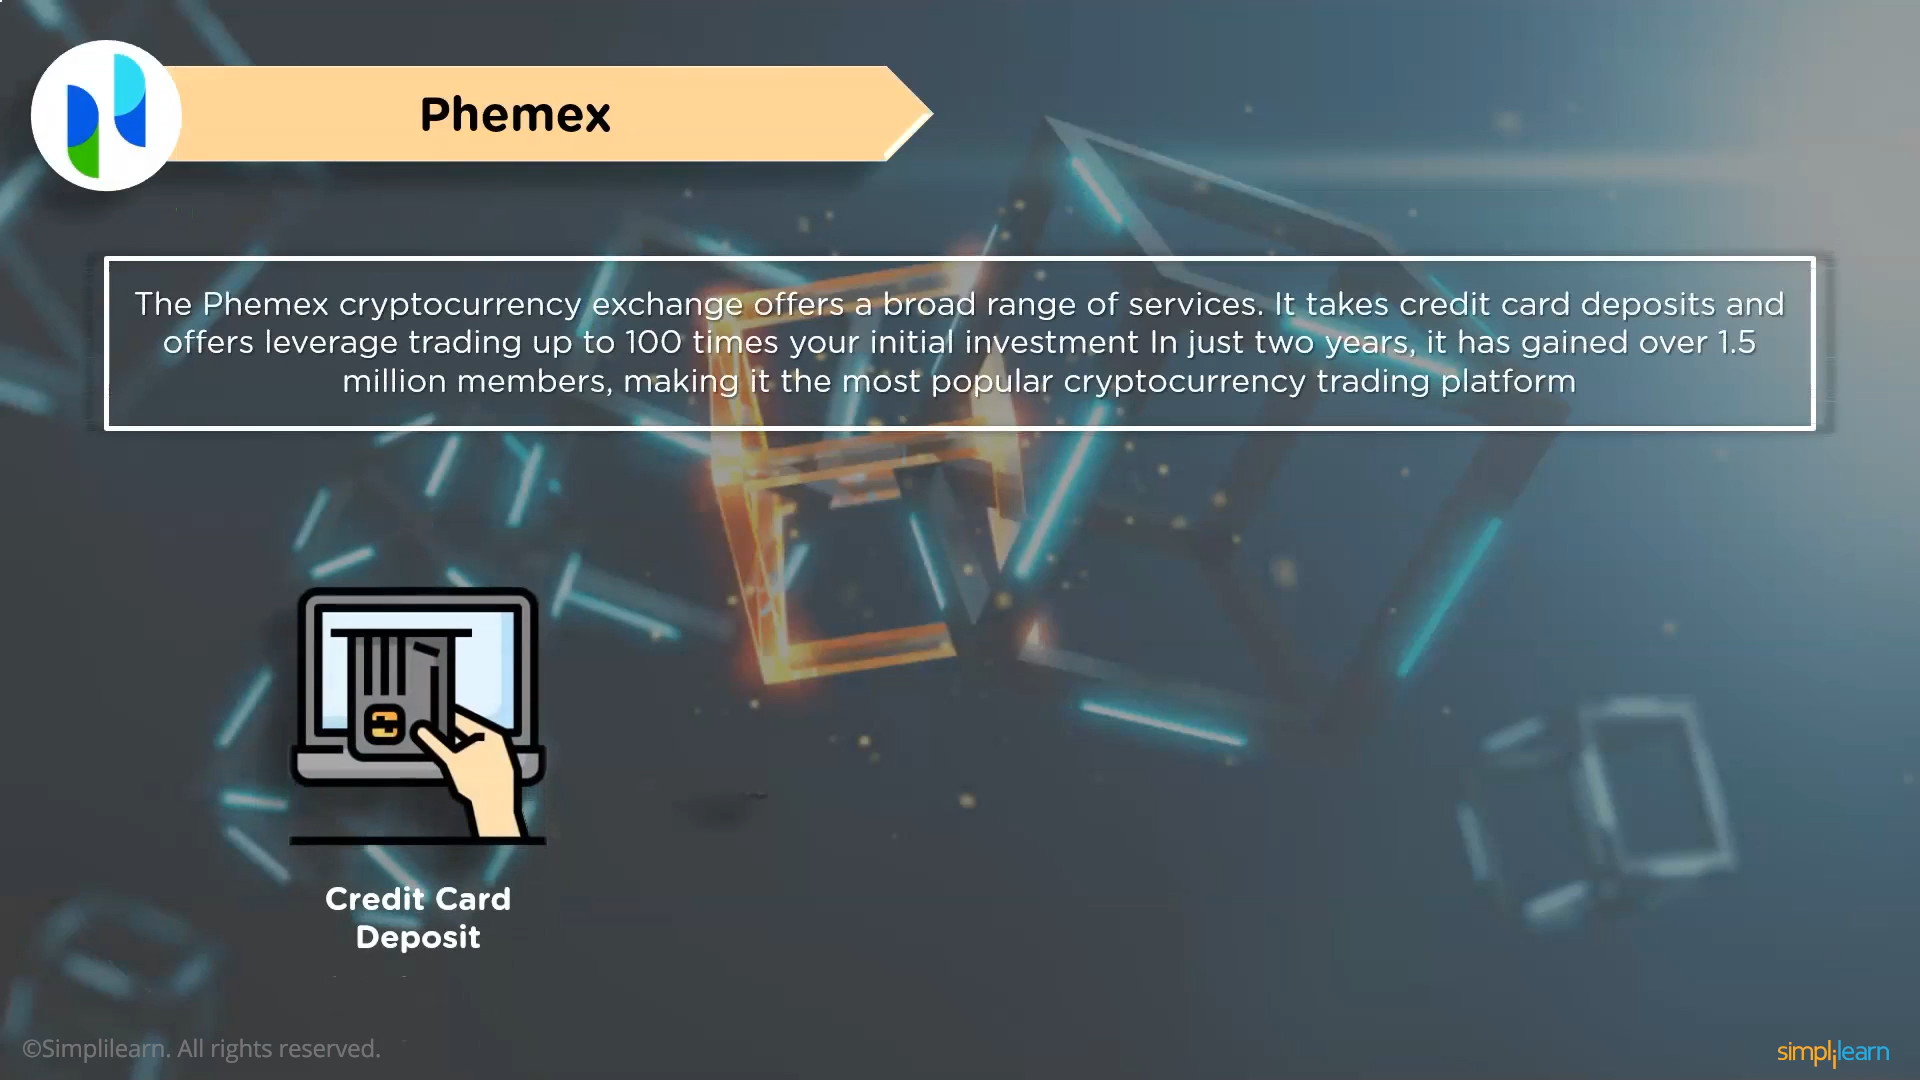 Phemex
The Phemex cryptocurrency exchange offers a broad range of services. It takes credit card deposits and
offers leverage trading up to 100 times your initial investment In just two years, it has gained over 1.5
million members, making it the most popular cryptocurrency trading platform
Credit Card
Deposit
©Simplilearn. All rights reserved.
simplilearn